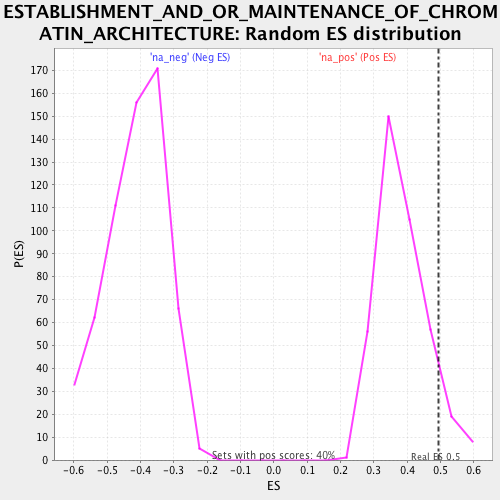 ESTABLISHMENT_AND_OR_MAINTENANCE_OF_CHROM
ATIN_ARCHITECTURE: Random ES distribution
'na_neg' (Neg ES) 'na_pos' (Pos ES)
170
160
150
140
130
120
110
100
90
80
70
60
50
40
30
20
10
0
P(ES)
Sets with pos scores: 40%
Real ES 0.5
-0.6 -0.5 -0.4 -0.3 -0.2 -0.1 0.0 0.1 0.2 0.3 0.4 0.5 0.6
ES